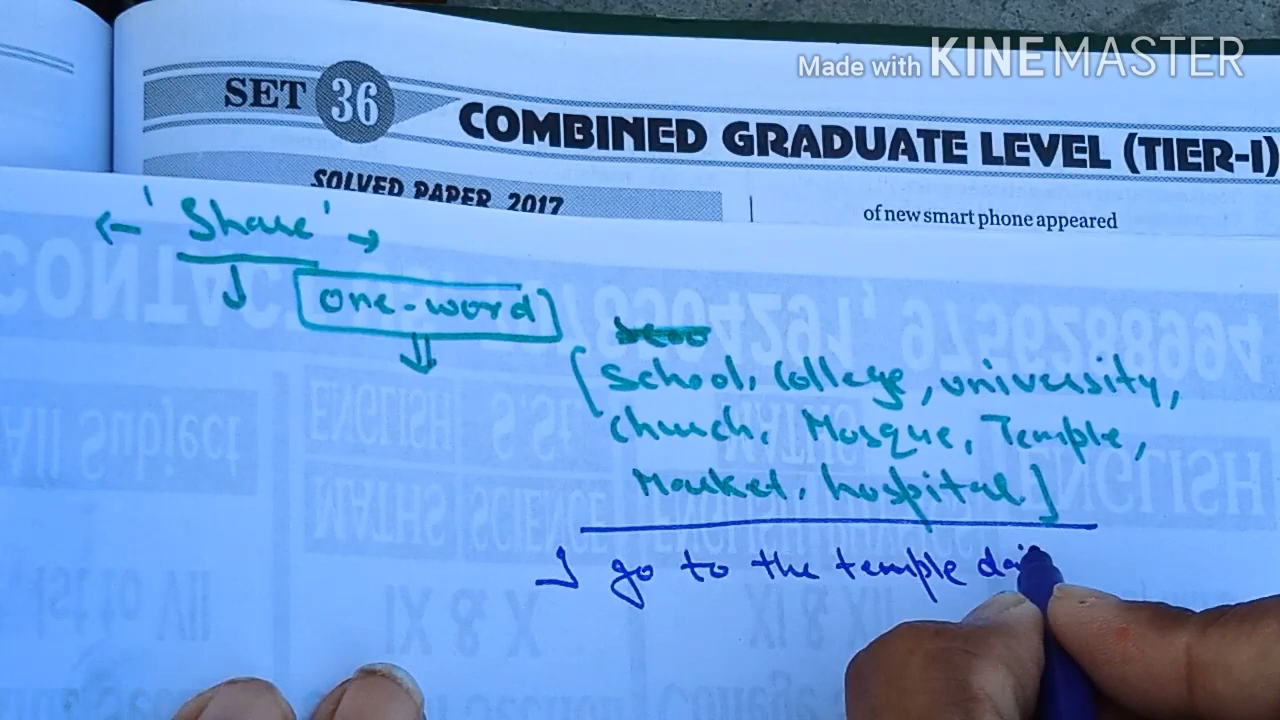 Made with KINEMASTER
SET 36
COMBINED GRADUATE LEVEL (TIER-I)
SOLVED PAPER 2017
of new smart phone appeared
← 'Share' →
one-word
School, College, university,
church, Mosque, Temple,
Market, hospital]
I go to the temple dai